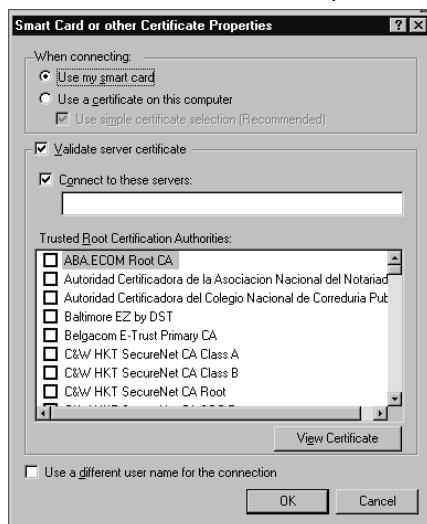 Smart Card or other Certificate Properties
When connecting:
Use my smart card
Use a certificate on this computer
Use simple certificate selection (Recommended)
Validate server certificate
Connect to these servers:
Trusted Root Certification Authorities:
ABA.ECOM Root CA
Autoridad Certificadora de la Asociacion Nacional del Notariad
Autoridad Certificadora del Colegio Nacional de Correduria Pub
Baltimore EZ by DST
Belgacom E-Trust Primary CA
C&W HKT SecureNet CA Class A
C&W HKT SecureNet CA Class B
C&W HKT SecureNet CA Root
View Certificate
Use a different user name for the connection
OK Cancel